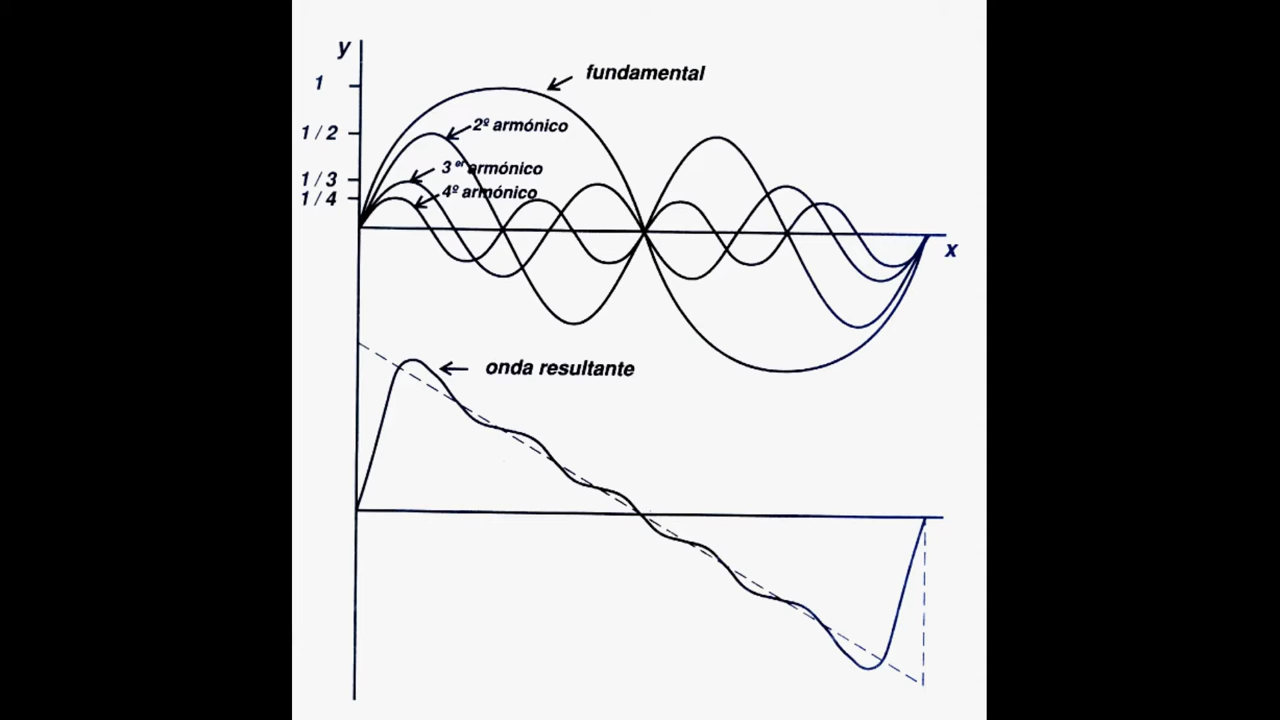 y
fundamental
1
2º armónico
1 / 2
3 er armónico
1 / 3
4º armónico
1 / 4
x
onda resultante